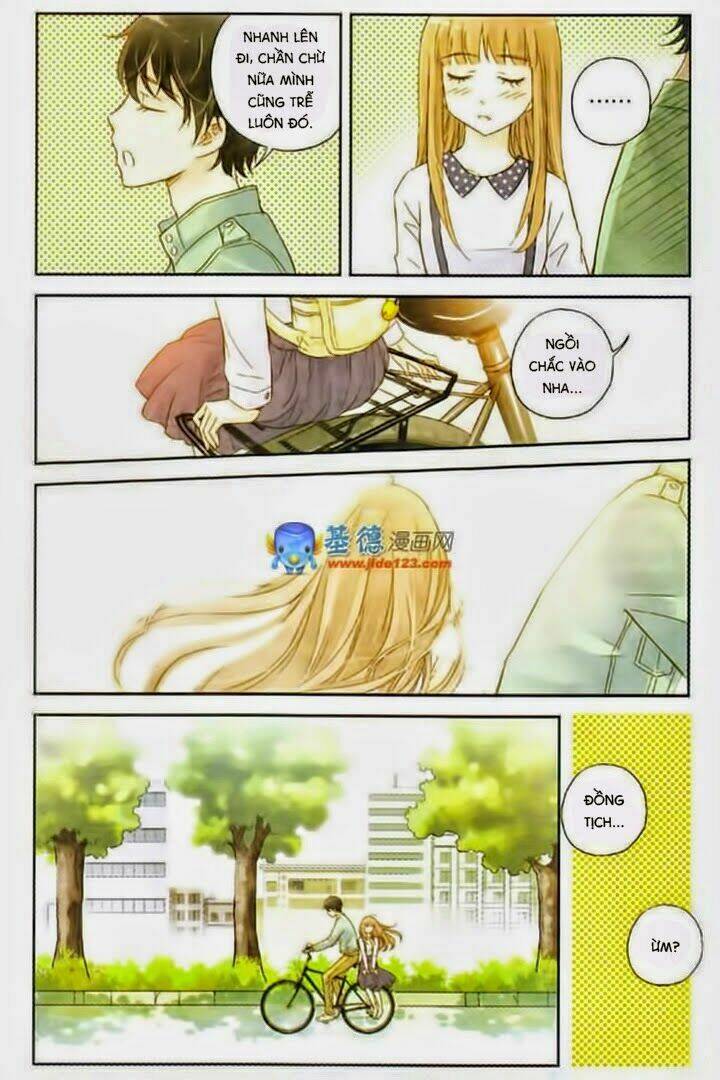 NHANH LÊN
ĐI, CHẦN CHỪ
NỮA MÌNH
CŨNG TRỄ
LUÔN ĐÓ.
......
NGỒI
CHẮC VÀO
NHA...
基德漫画网
www.jide123.com
ĐỒNG
TỊCH...
ỪM?